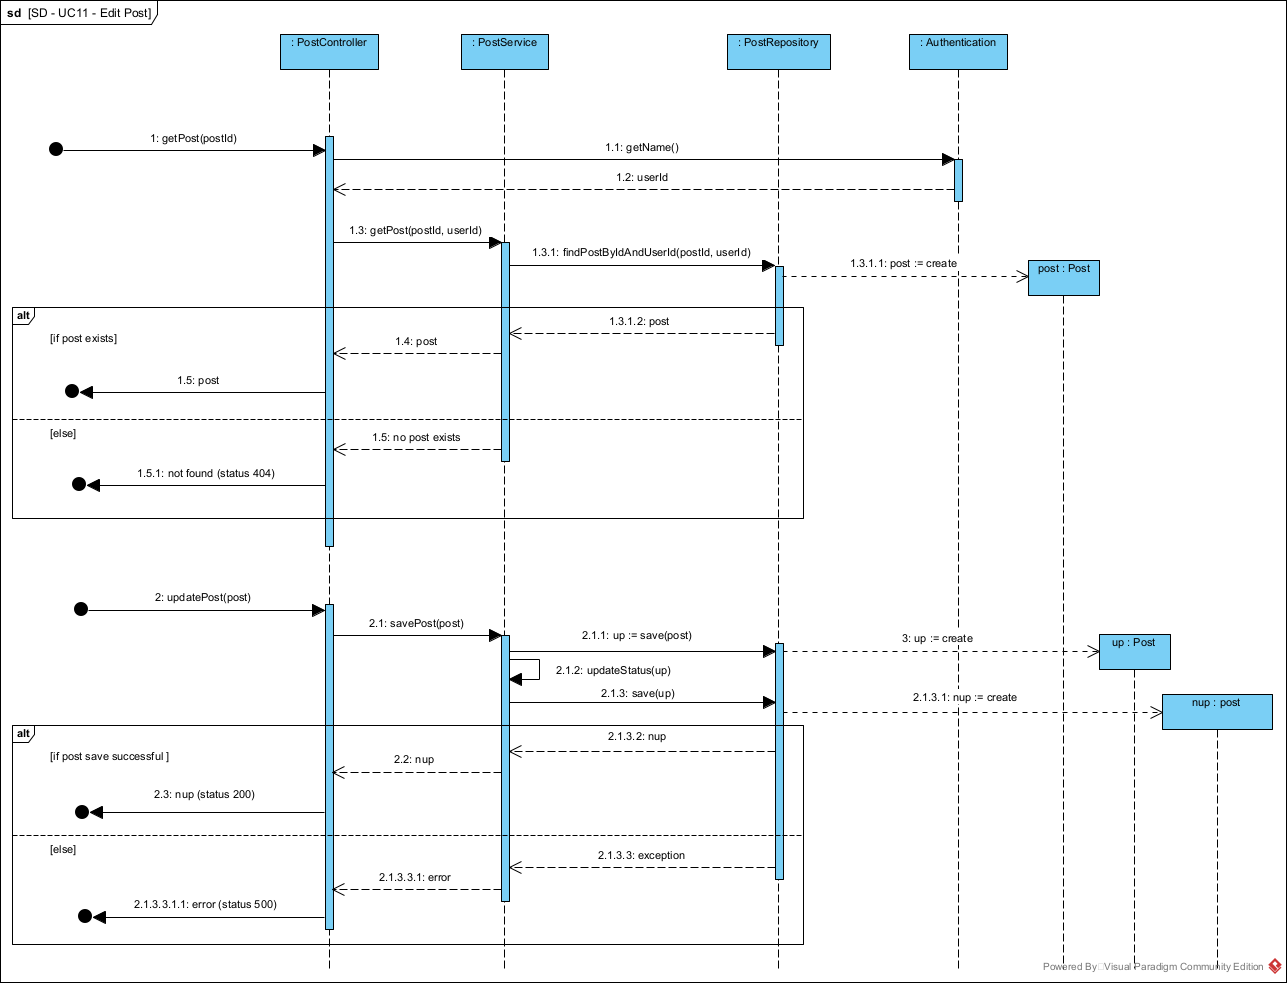 sd [SD - UC11 - Edit Post]
: PostController
: PostService
: PostRepository
: Authentication
1: getPost(postId)
1.1: getName()
1.2: userId
1.3: getPost(postId, userId)
1.3.1: findPostByIdAndUserId(postId, userId)
1.3.1.1: post := create
post : Post
alt
[if post exists]
1.3.1.2: post
1.4: post
1.5: post
[else]
1.5: no post exists
1.5.1: not found (status 404)
2: updatePost(post)
2.1: savePost(post)
2.1.1: up := save(post)
3: up := create
up : Post
2.1.2: updateStatus(up)
2.1.3: save(up)
2.1.3.1: nup := create
nup : post
alt
[if post save successful ]
2.1.3.2: nup
2.2: nup
2.3: nup (status 200)
[else]
2.1.3.3: exception
2.1.3.3.1: error
2.1.3.3.1.1: error (status 500)
Powered By Visual Paradigm Community Edition